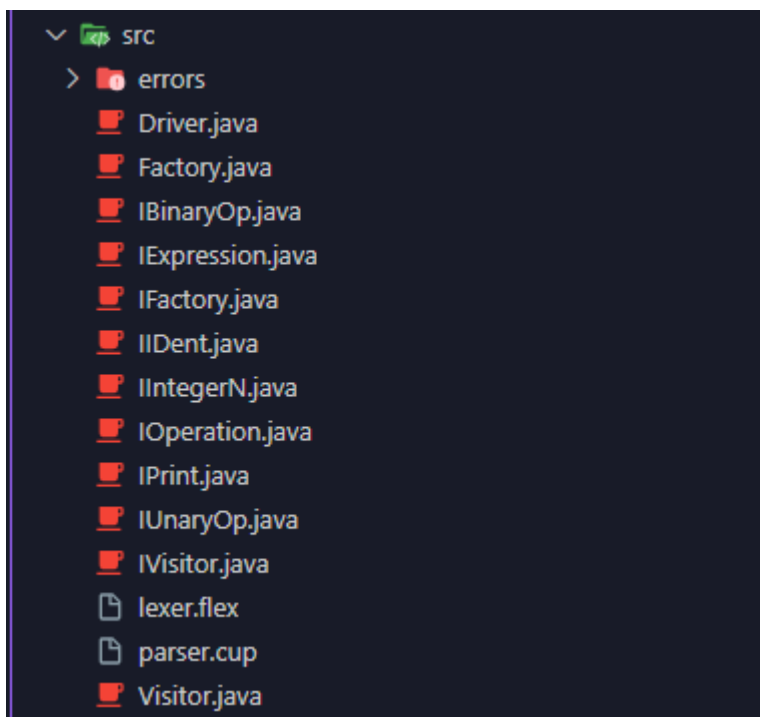 src
errors
Driver.java
Factory.java
IBinaryOp.java
IExpression.java
IFactory.java
IIDent.java
IIntegerN.java
IOperation.java
IPrint.java
IUnaryOp.java
IVisitor.java
lexer.flex
parser.cup
Visitor.java